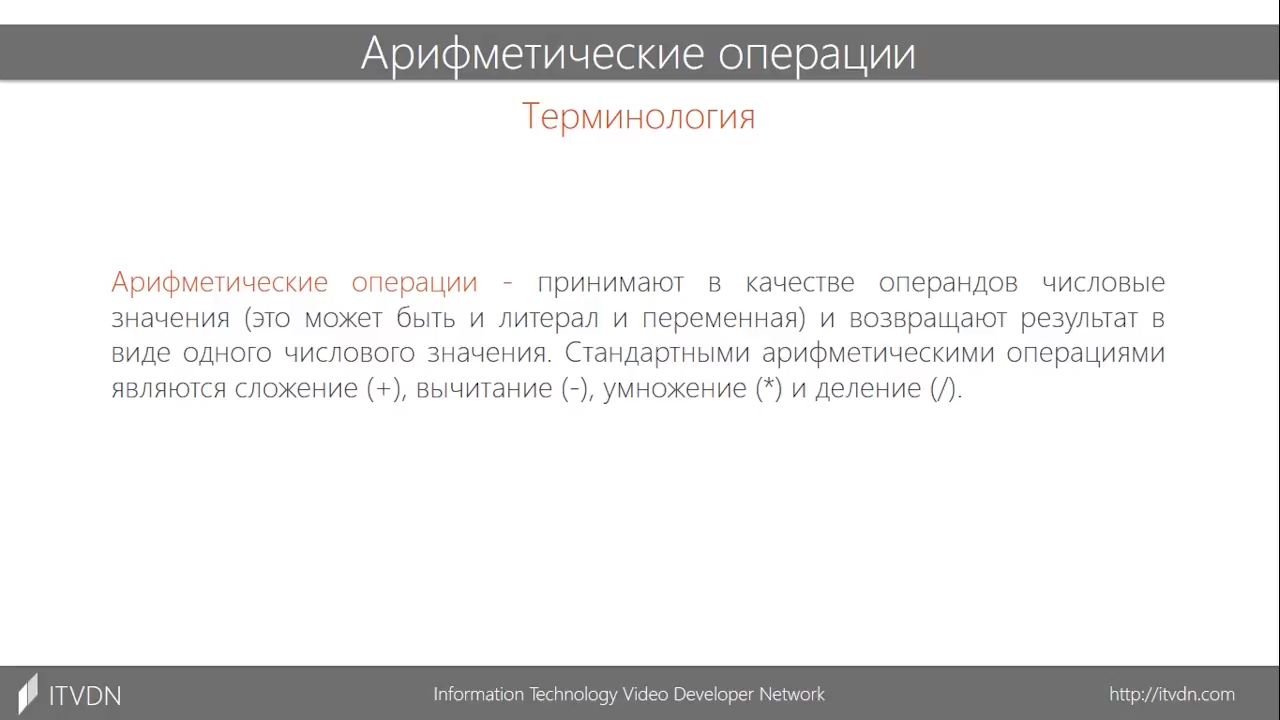 Арифметические операции
Терминология
Арифметические операции - принимают в качестве операндов числовые
значения (это может быть и литерал и переменная) и возвращают результат в
виде одного числового значения. Стандартными арифметическими операциями
являются сложение (+), вычитание (-), умножение (*) и деление (/).
ITVDN
Information Technology Video Developer Network
http://itvdn.com